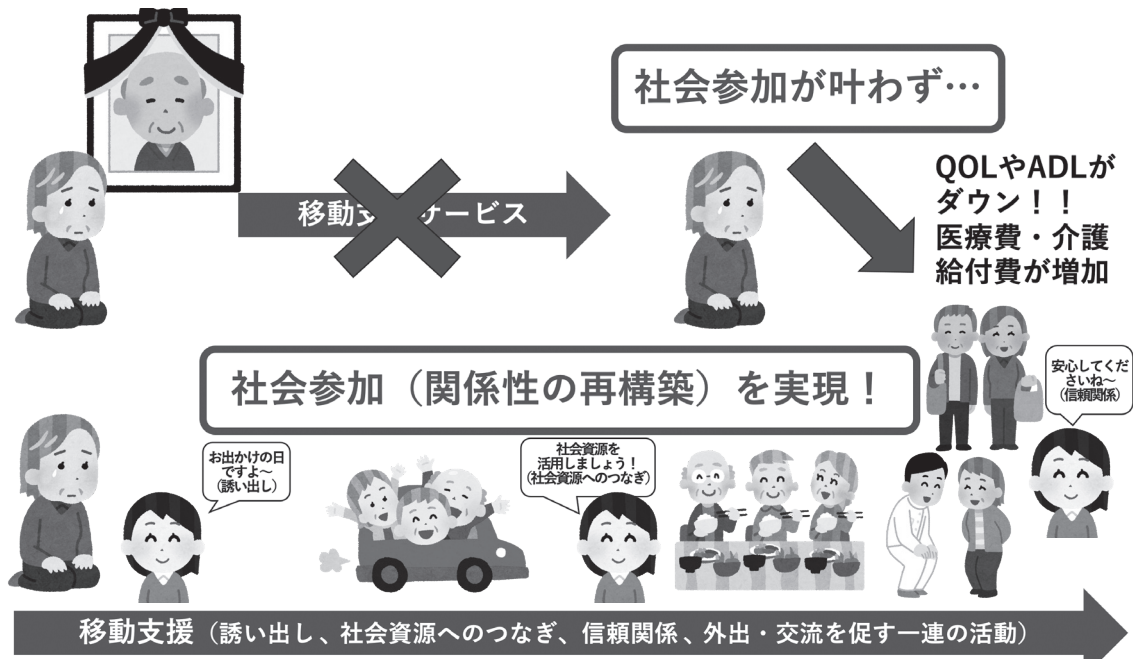 社会参加が叶わず…
移動支 サービス
QOLやADLが
ダウン！！
医療費・介護
給付費が増加
社会参加（関係性の再構築）を実現！
安心してくだ
さいね～
（信頼関係）
お出かけの日
ですよ～
（誘い出し）
社会資源を
活用しましょう！
（社会資源へのつなぎ）
移動支援（誘い出し、社会資源へのつなぎ、信頼関係、外出・交流を促す一連の活動）